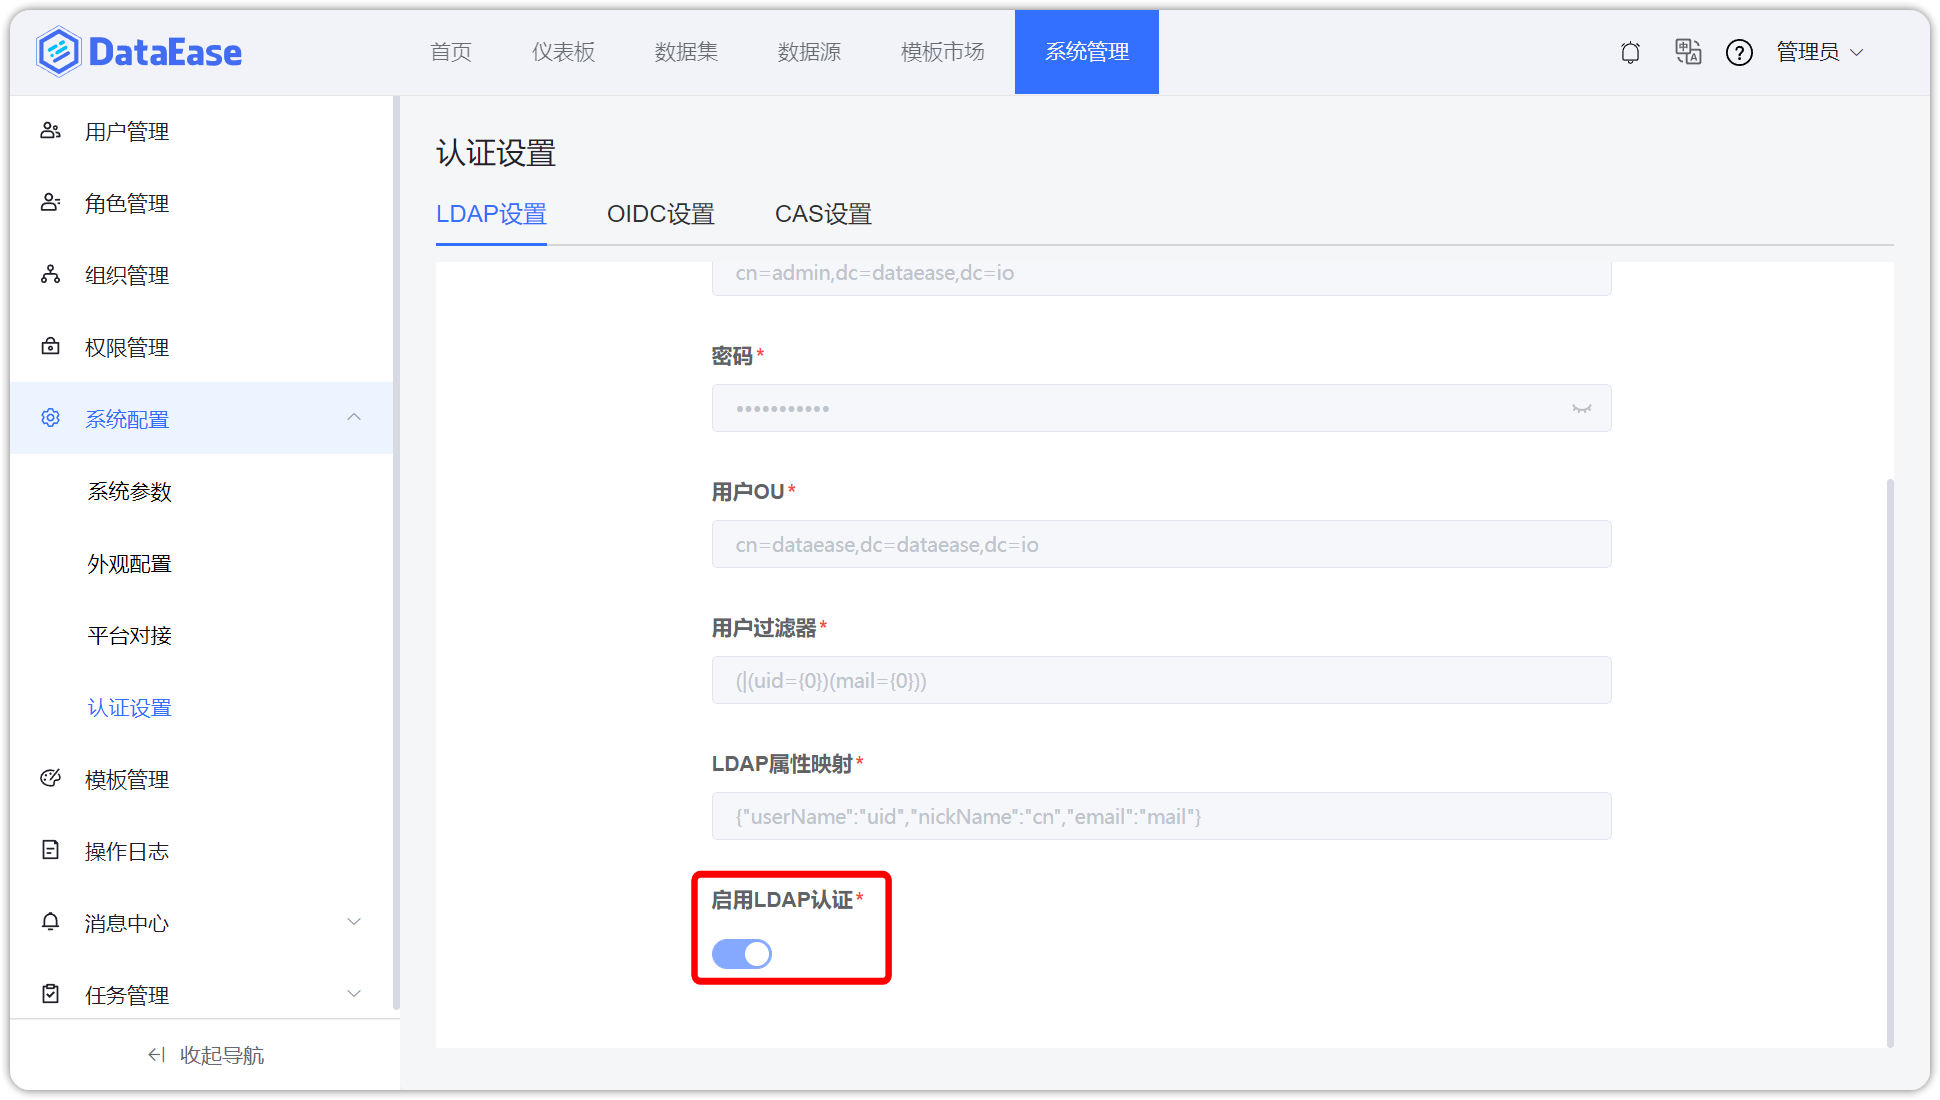 DataEase
首页
仪表板
数据集
数据源
模板市场
系统管理
管理员
用户管理
角色管理
组织管理
权限管理
系统配置
系统参数
外观配置
平台对接
认证设置
模板管理
操作日志
消息中心
任务管理
收起导航
认证设置
LDAP设置
OIDC设置
CAS设置
cn=admin,dc=dataease,dc=io
密码*
•••••••••••
用户OU*
cn=dataease,dc=dataease,dc=io
用户过滤器*
(|(uid={0})(mail={0}))
LDAP属性映射*
{"userName":"uid","nickName":"cn","email":"mail"}
启用LDAP认证*